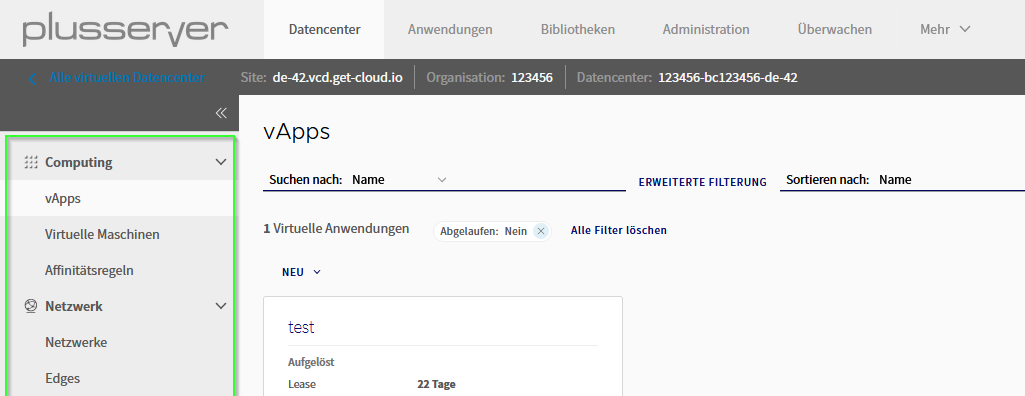 plusserver
Datencenter Anwendungen Bibliotheken Administration Überwachen Mehr
Alle virtuellen Datencenter Site: de-42.vcd.get-cloud.io Organisation: 123456 Datencenter: 123456-bc123456-de-42
Computing
vApps
Virtuelle Maschinen
Affinitätsregeln
Netzwerk
Netzwerke
Edges
vApps
Suchen nach: Name ERWEITERTE FILTERUNG Sortieren nach: Name
1 Virtuelle Anwendungen Abgelaufen: Nein Alle Filter löschen
NEU
test
Aufgelöst
Lease 22 Tage